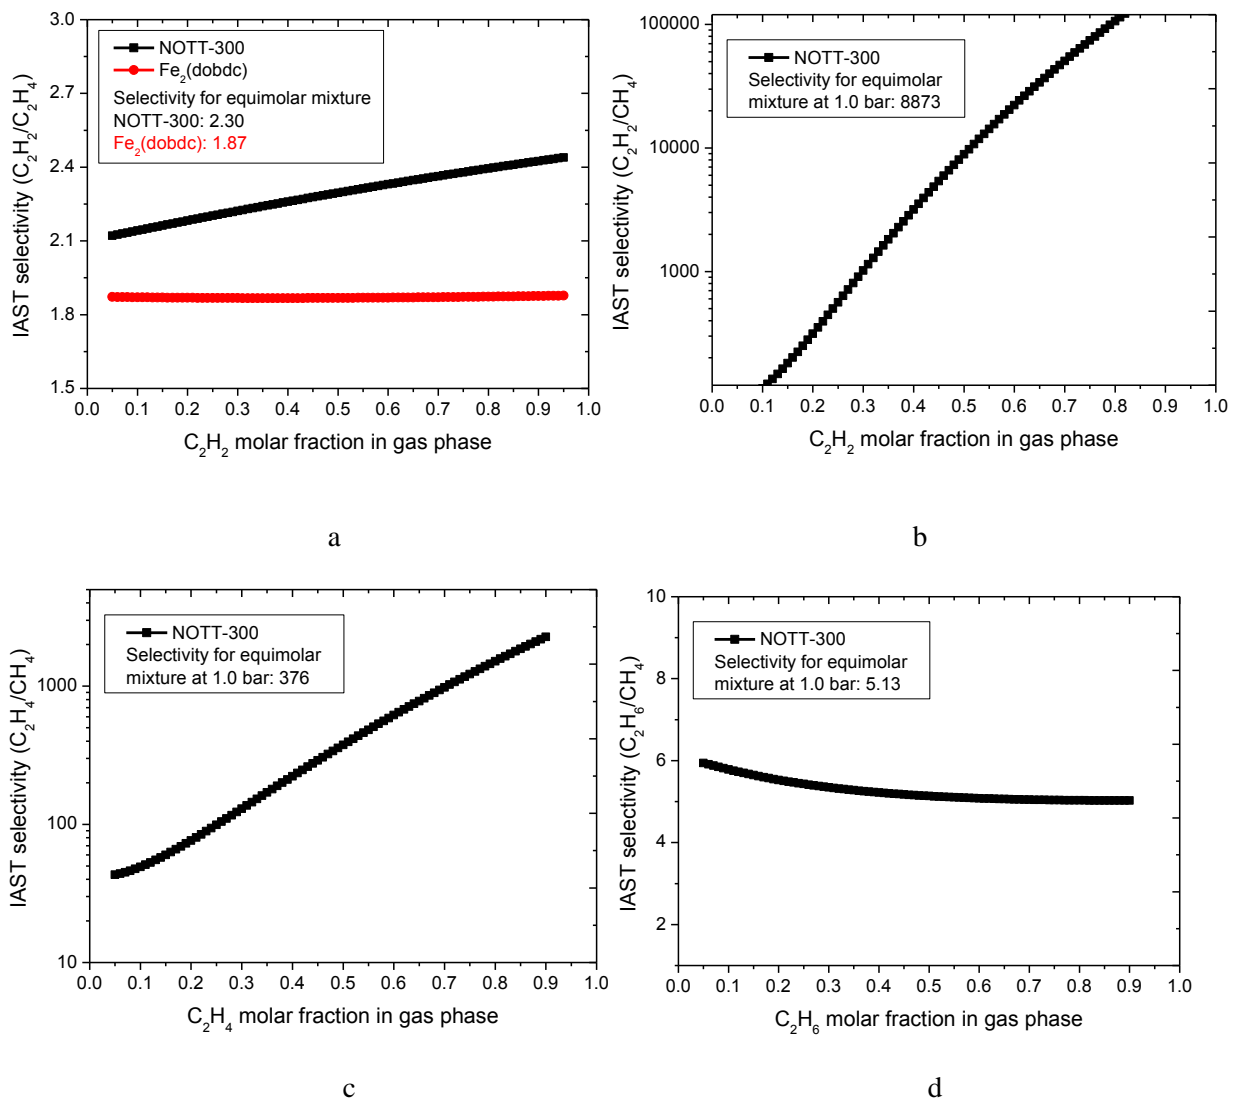 3.0
2.7
2.4
2.1
1.8
1.5
IAST selectivity (C₂H₂/C₂H₄)
NOTT-300
Fe₂(dobdc)
Selectivity for equimolar mixture
NOTT-300: 2.30
Fe₂(dobdc): 1.87
0.0 0.1 0.2 0.3 0.4 0.5 0.6 0.7 0.8 0.9 1.0
C₂H₂ molar fraction in gas phase
a
100000
10000
1000
IAST selectivity (C₂H₂/CH₄)
NOTT-300
Selectivity for equimolar
mixture at 1.0 bar: 8873
0.0 0.1 0.2 0.3 0.4 0.5 0.6 0.7 0.8 0.9 1.0
C₂H₂ molar fraction in gas phase
b
1000
100
10
IAST selectivity (C₂H₄/CH₄)
NOTT-300
Selectivity for equimolar
mixture at 1.0 bar: 376
0.0 0.1 0.2 0.3 0.4 0.5 0.6 0.7 0.8 0.9 1.0
C₂H₄ molar fraction in gas phase
c
10
8
6
4
2
IAST selectivity (C₂H₆/CH₄)
NOTT-300
Selectivity for equimolar
mixture at 1.0 bar: 5.13
0.0 0.1 0.2 0.3 0.4 0.5 0.6 0.7 0.8 0.9 1.0
C₂H₆ molar fraction in gas phase
d